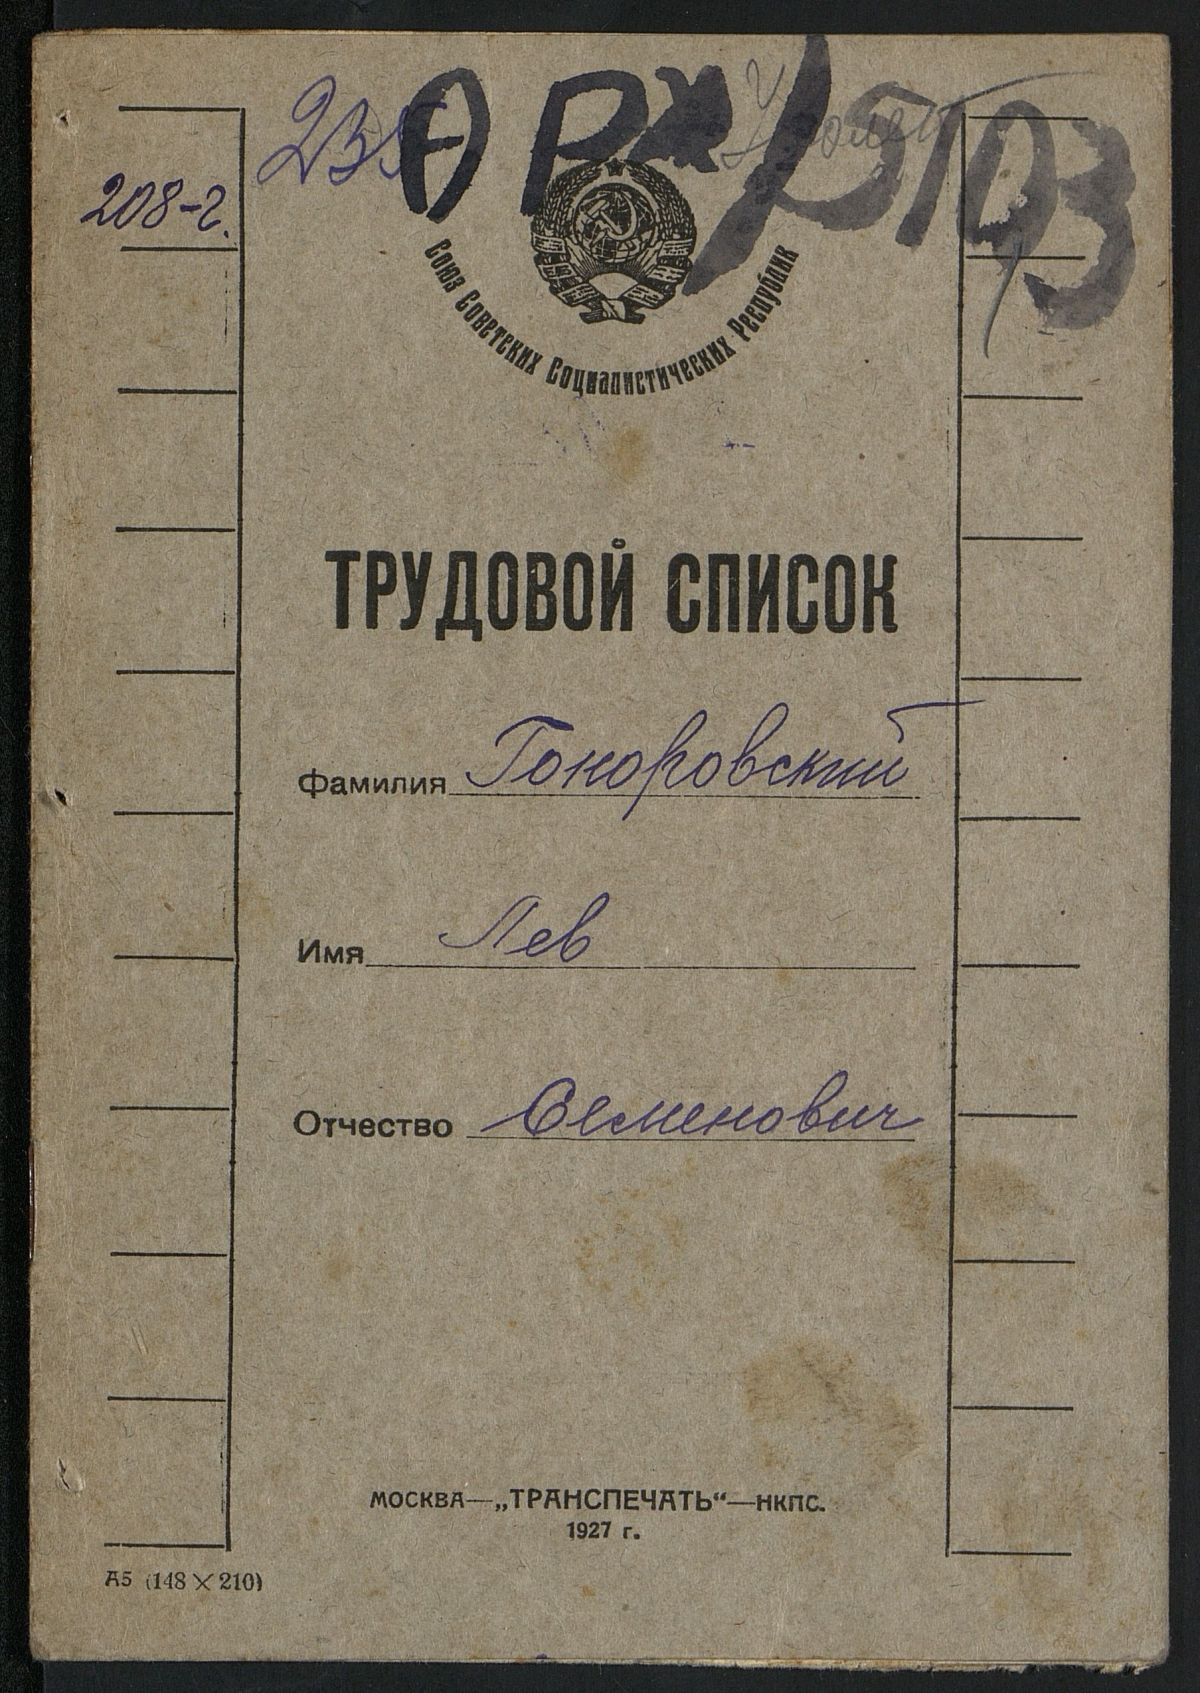 208-г.
Союз Советских Социалистических Республик
ТРУДОВОЙ СПИСОК
Фамилия Гоноровский
Имя Лев
Отчество Семенович
МОСКВА—„ТРАНСПЕЧАТЬ“—НКПС.
1927 г.
А5 (148 × 210)